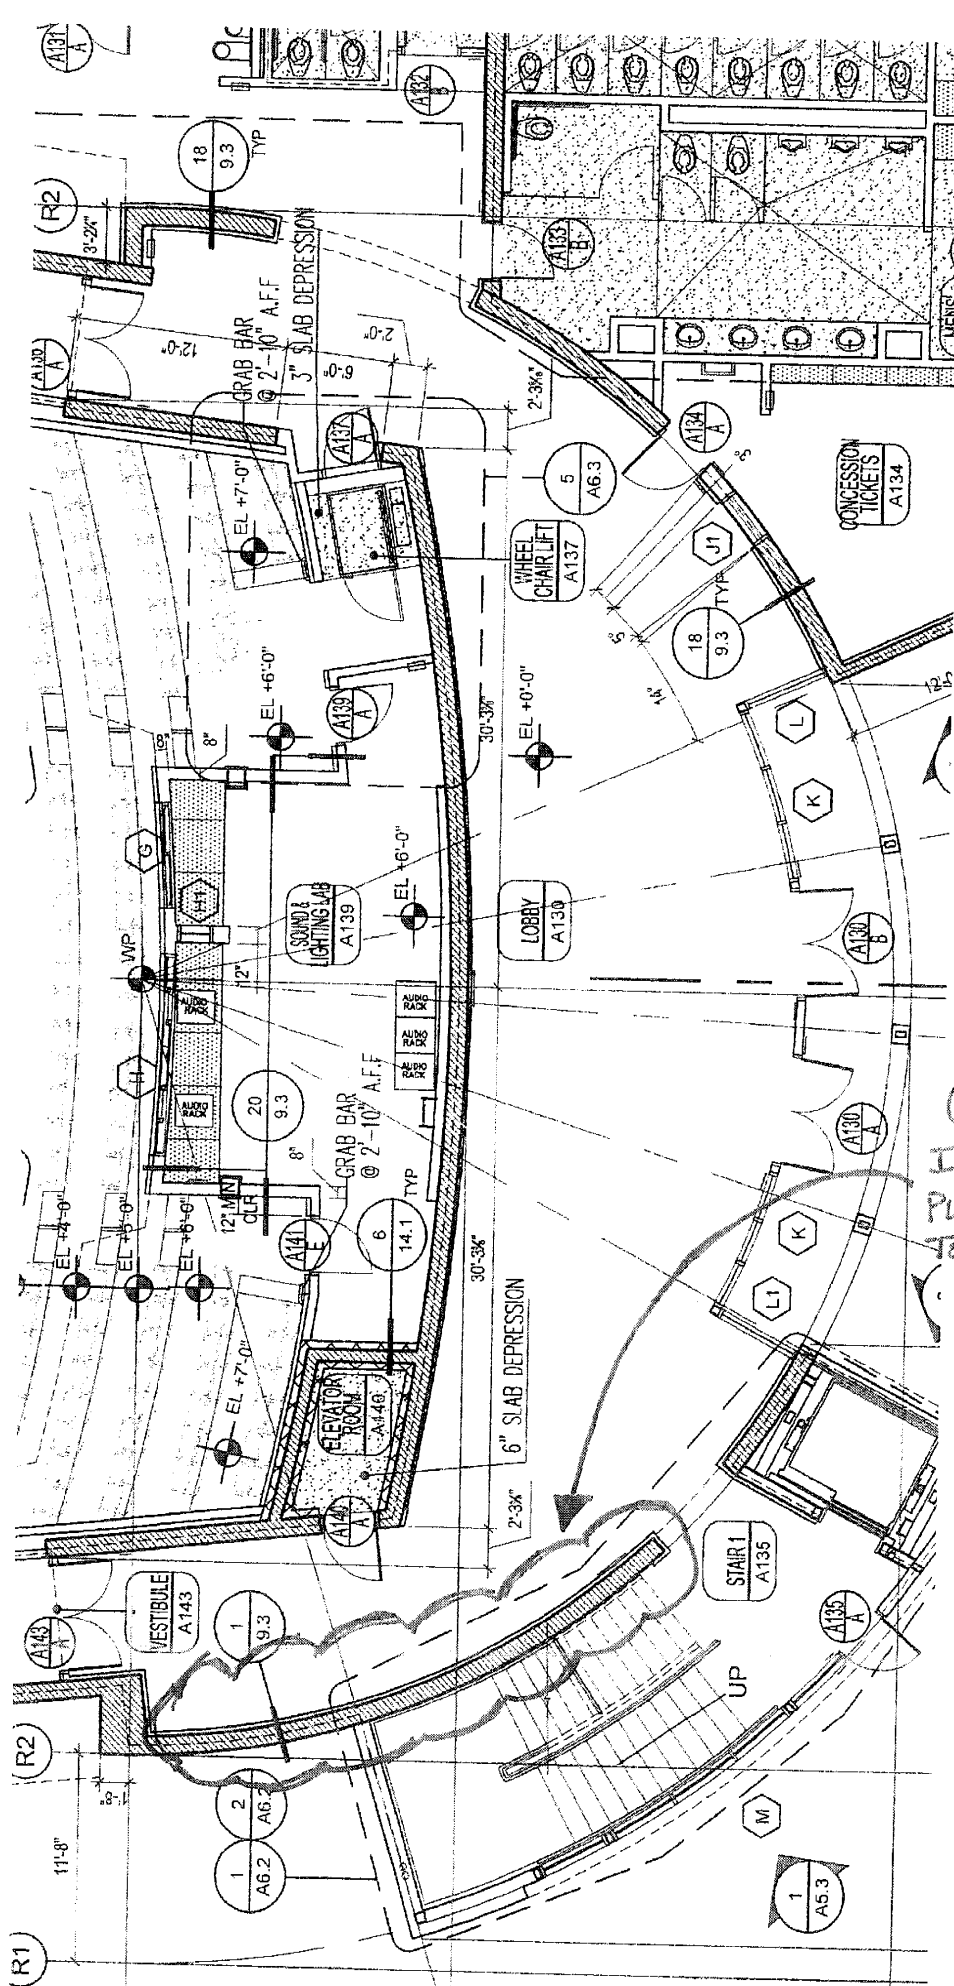 A131
A
A132
B
18
9.3
TYP
R2
3'-2¾"
A133
B
A130
A
12'-0"
GRAB BAR
@ 2'-10" A.F.F
3" SLAB DEPRESSION
6'-0"
2'-0"
2'-3¾"
A134
A
A137
A
5
A6.3
CONCESSION
TICKETS
A134
EL +7'-0"
WHEEL
CHAIR LIFT
A137
J1
18
9.3
TYP
EL +6'-0"
A139
A
30'-3¾"
EL +0'-0"
8"
8"
L
K
G
H1
WP
SOUND &
LIGHTING LAB
A139
EL +6'-0"
LOBBY
A130
A130
B
12"
AUDIO
RACK
AUDIO
RACK
AUDIO
RACK
AUDIO
RACK
AUDIO
RACK
H
20
9.3
GRAB BAR
@ 2'-10" A.F.F
8"
A130
A
12" MIN
CLR
A141
E
6
14.1
TYP
K
L1
EL +4'-0"
EL +5'-0"
EL +6'-0"
30'-3¾"
EL +7'-0"
ELEVATOR
ROOM
A140
6" SLAB DEPRESSION
A140
A
2'-3¾"
VESTIBULE
A143
A143
A
1
9.3
STAIR 1
A135
A135
A
UP
R2
1'-8"
2
A6.2
1
A6.2
11'-8"
M
1
A5.3
R1